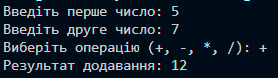 Введіть перше число: 5
Введіть друге число: 7
Виберіть операцію (+, -, *, /): +
Результат додавання: 12